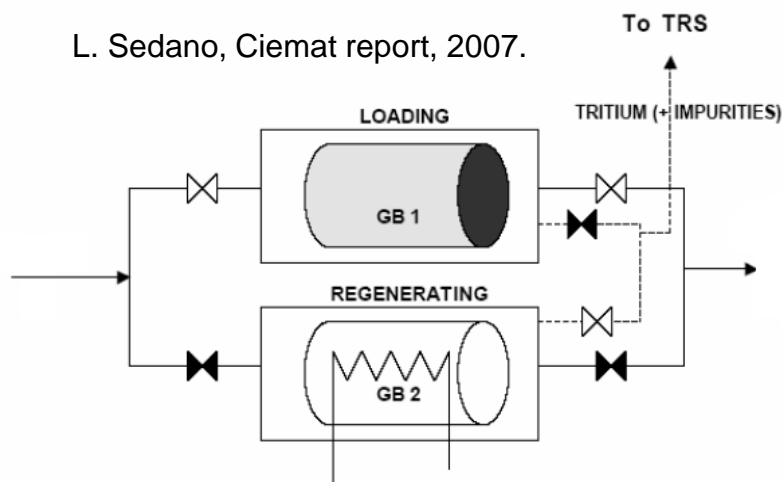 To TRS
L. Sedano, Ciemat report, 2007.
LOADING
TRITIUM (+ IMPURITIES)
GB 1
REGENERATING
GB 2